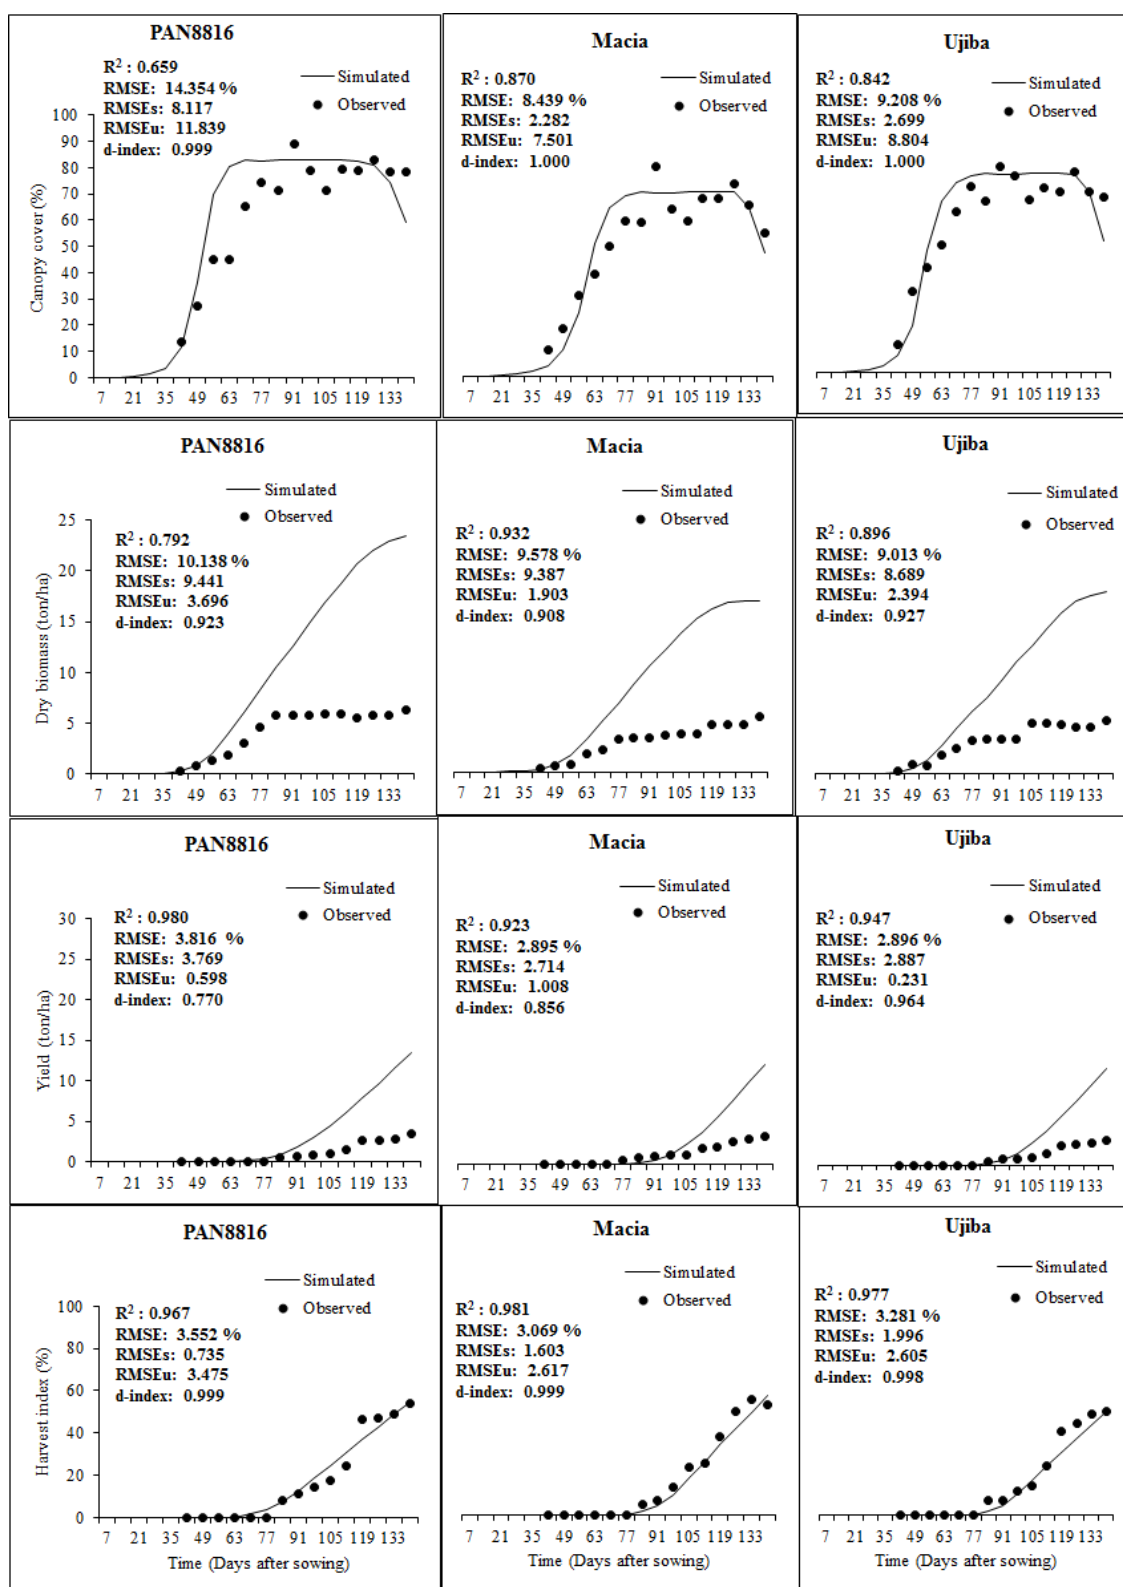 PAN8816
R² : 0.659
RMSE: 14.354 %
RMSEs: 8.117
RMSEu: 11.839
d-index: 0.999
Simulated
Observed
Canopy cover (%)
100
90
80
70
60
50
40
30
20
10
0
7 21 35 49 63 77 91 105 119 133
Macia
R² : 0.870
RMSE: 8.439 %
RMSEs: 2.282
RMSEu: 7.501
d-index: 1.000
Simulated
Observed
7 21 35 49 63 77 91 105 119 133
Ujiba
R² : 0.842
RMSE: 9.208 %
RMSEs: 2.699
RMSEu: 8.804
d-index: 1.000
Simulated
Observed
7 21 35 49 63 77 91 105 119 133
PAN8816
Simulated
Observed
R² : 0.792
RMSE: 10.138 %
RMSEs: 9.441
RMSEu: 3.696
d-index: 0.923
Dry biomass (ton/ha)
25
20
15
10
5
0
7 21 35 49 63 77 91 105 119 133
Macia
Simulated
Observed
R² : 0.932
RMSE: 9.578 %
RMSEs: 9.387
RMSEu: 1.903
d-index: 0.908
7 21 35 49 63 77 91 105 119 133
Ujiba
Simulated
Observed
R² : 0.896
RMSE: 9.013 %
RMSEs: 8.689
RMSEu: 2.394
d-index: 0.927
7 21 35 49 63 77 91 105 119 133
PAN8816
Simulated
Observed
R² : 0.980
RMSE: 3.816 %
RMSEs: 3.769
RMSEu: 0.598
d-index: 0.770
Yield (ton/ha)
30
25
20
15
10
5
0
7 21 35 49 63 77 91 105 119 133
Macia
Simulated
Observed
R² : 0.923
RMSE: 2.895 %
RMSEs: 2.714
RMSEu: 1.008
d-index: 0.856
7 21 35 49 63 77 91 105 119 133
Ujiba
Simulated
Observed
R² : 0.947
RMSE: 2.896 %
RMSEs: 2.887
RMSEu: 0.231
d-index: 0.964
7 21 35 49 63 77 91 105 119 133
PAN8816
Simulated
Observed
R² : 0.967
RMSE: 3.552 %
RMSEs: 0.735
RMSEu: 3.475
d-index: 0.999
Harvest index (%)
100
80
60
40
20
0
7 21 35 49 63 77 91 105 119 133
Time (Days after sowing)
Macia
Simulated
Observed
R² : 0.981
RMSE: 3.069 %
RMSEs: 1.603
RMSEu: 2.617
d-index: 0.999
7 21 35 49 63 77 91 105 119 133
Time (Days after sowing)
Ujiba
Simulated
Observed
R² : 0.977
RMSE: 3.281 %
RMSEs: 1.996
RMSEu: 2.605
d-index: 0.998
7 21 35 49 63 77 91 105 119 133
Time (Days after sowing)